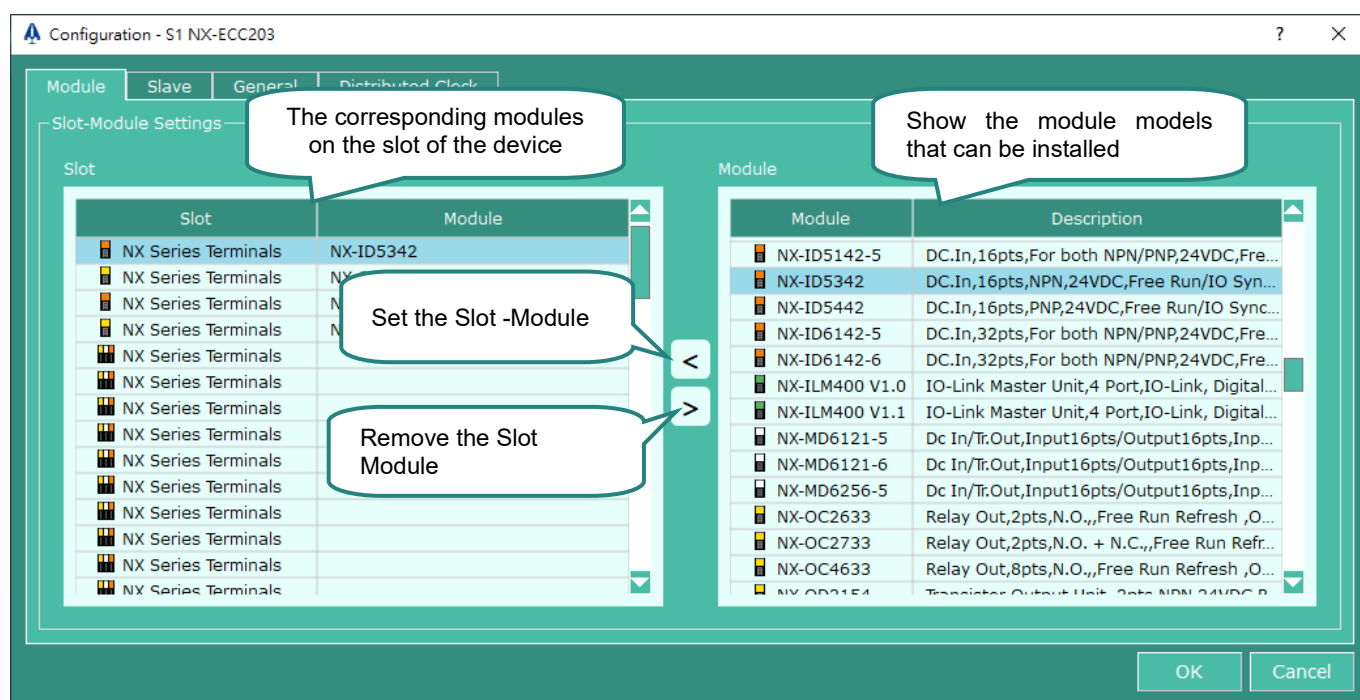 Configuration - S1 NX-ECC203
?
Module Slave General Distributed Clock
The corresponding modules
on the slot of the device
Show the module models
that can be installed
Slot-Module Settings
Slot
Slot Module
NX Series Terminals NX-ID5342
NX Series Terminals
NX Series Terminals
NX Series Terminals
NX Series Terminals
NX Series Terminals
NX Series Terminals
NX Series Terminals
NX Series Terminals
NX Series Terminals
NX Series Terminals
NX Series Terminals
NX Series Terminals
NX Series Terminals
Set the Slot -Module
<
>
Remove the Slot
Module
Module
Module Description
NX-ID5142-5 DC.In,16pts,For both NPN/PNP,24VDC,Fre...
NX-ID5342 DC.In,16pts,NPN,24VDC,Free Run/IO Syn...
NX-ID5442 DC.In,16pts,PNP,24VDC,Free Run/IO Sync...
NX-ID6142-5 DC.In,32pts,For both NPN/PNP,24VDC,Fre...
NX-ID6142-6 DC.In,32pts,For both NPN/PNP,24VDC,Fre...
NX-ILM400 V1.0 IO-Link Master Unit,4 Port,IO-Link, Digital...
NX-ILM400 V1.1 IO-Link Master Unit,4 Port,IO-Link, Digital...
NX-MD6121-5 Dc In/Tr.Out,Input16pts/Output16pts,Inp...
NX-MD6121-6 Dc In/Tr.Out,Input16pts/Output16pts,Inp...
NX-MD6256-5 Dc In/Tr.Out,Input16pts/Output16pts,Inp...
NX-OC2633 Relay Out,2pts,N.O.,,Free Run Refresh ,O...
NX-OC2733 Relay Out,2pts,N.O. + N.C.,,Free Run Refr...
NX-OC4633 Relay Out,8pts,N.O.,,Free Run Refresh ,O...
NX-OD2154 Transistor Output Unit, 2pts,NPN,24VDC
OK Cancel